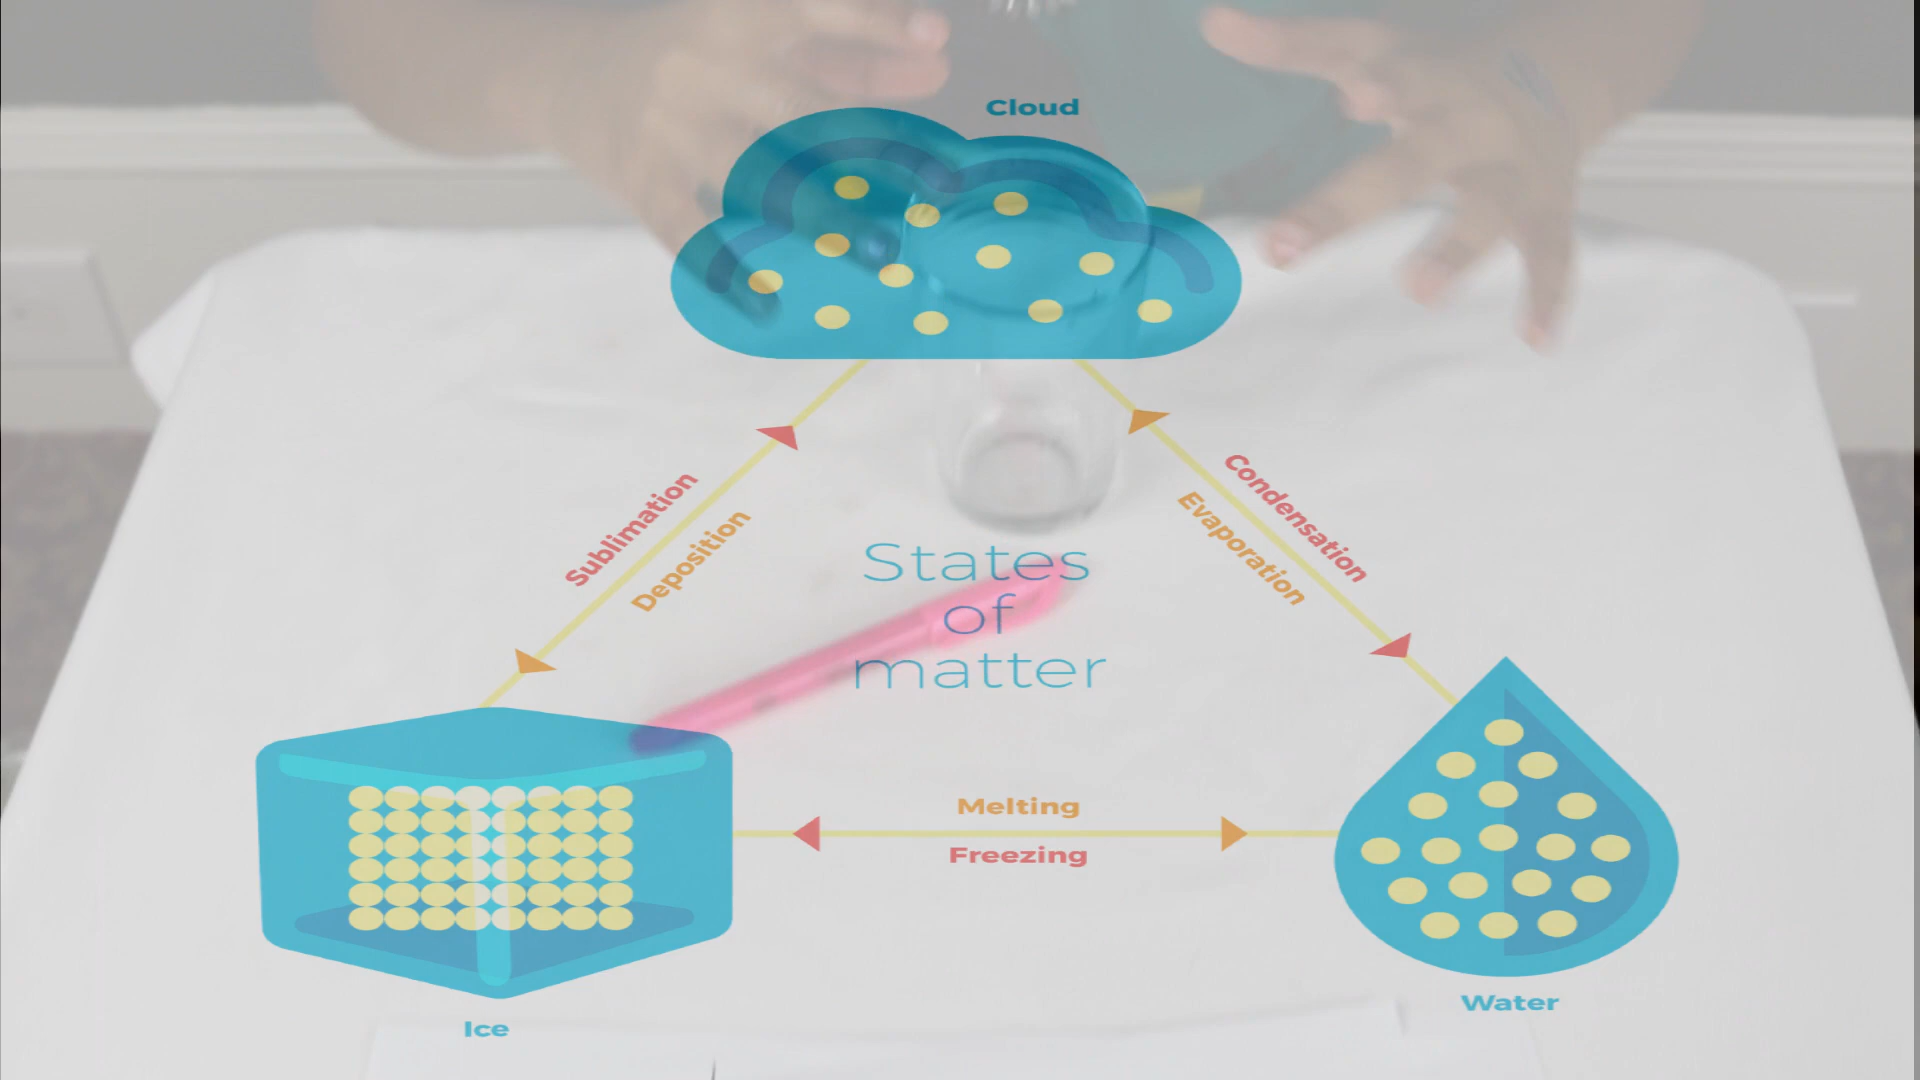 Cloud
Sublimation
Deposition
Condensation
Evaporation
States
of
matter
Melting
Freezing
Ice
Water